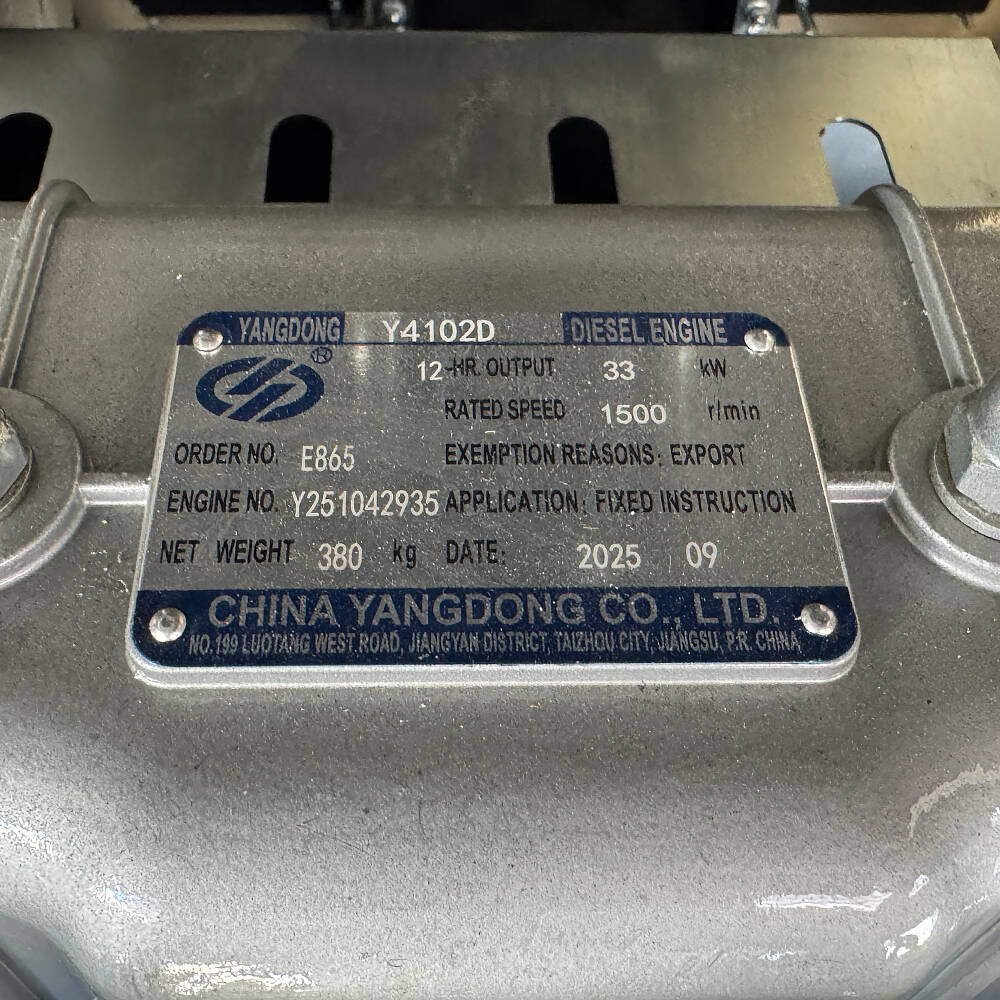 YANGDONG Y4102D DIESEL ENGINE
®
12-HR. OUTPUT 33 kW
RATED SPEED 1500 r/min
ORDER NO. E865 EXEMPTION REASONS: EXPORT
ENGINE NO. Y251042935 APPLICATION: FIXED INSTRUCTION
NET WEIGHT 380 kg DATE: 2025 09
CHINA YANGDONG CO., LTD.
NO.199 LUOTANG WEST ROAD, JIANGYAN DISTRICT, TAIZHOU CITY, JIANGSU, P.R. CHINA